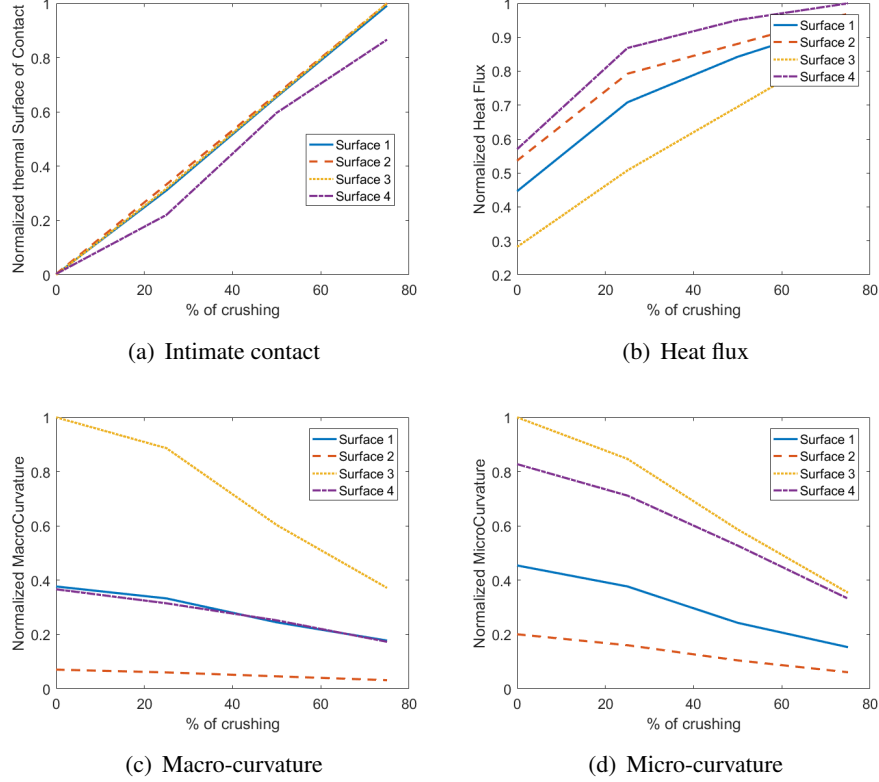 Normalized thermal Surface of Contact
1
0.8
0.6
0.4
0.2
0
0 20 40 60 80
% of crushing
Surface 1
Surface 2
Surface 3
Surface 4
(a) Intimate contact
Normalized Heat Flux
1
0.9
0.8
0.7
0.6
0.5
0.4
0.3
0.2
0 20 40 60 80
% of crushing
Surface 1
Surface 2
Surface 3
Surface 4
(b) Heat flux
Normalized MacroCurvature
1
0.8
0.6
0.4
0.2
0
0 20 40 60 80
% of crushing
Surface 1
Surface 2
Surface 3
Surface 4
(c) Macro-curvature
Normalized MicroCurvature
1
0.8
0.6
0.4
0.2
0
0 20 40 60 80
% of crushing
Surface 1
Surface 2
Surface 3
Surface 4
(d) Micro-curvature